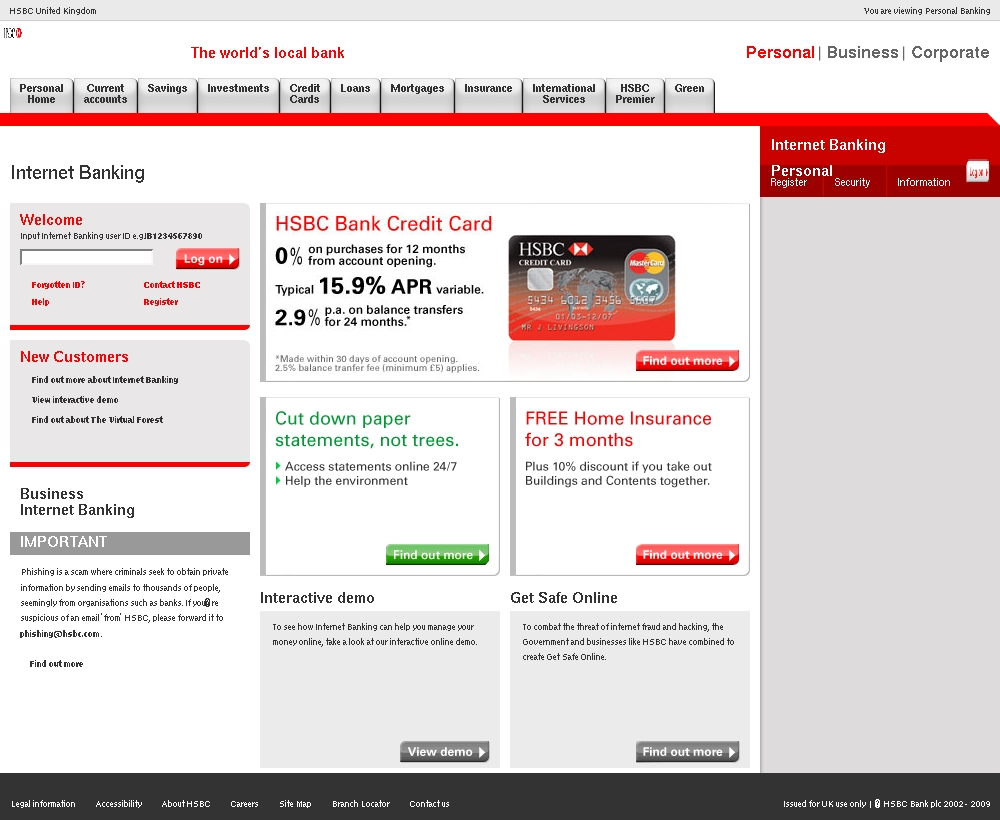 HSBC United Kingdom
You are viewing Personal Banking
HSBC
The world's local bank
Personal | Business | Corporate
Personal Home
Current accounts
Savings
Investments
Credit Cards
Loans
Mortgages
Insurance
International Services
HSBC Premier
Green
Internet Banking
Personal
Register
Security
Information
Log on
Internet Banking
Welcome
Input Internet Banking user ID e.g.IB1234567890
Log on
Forgotten ID?
Contact HSBC
Help
Register
New Customers
Find out more about Internet Banking
View interactive demo
Find out about The Virtual Forest
Business
Internet Banking
IMPORTANT
Phishing is a scam where criminals seek to obtain private
information by sending emails to thousands of people,
seemingly from organisations such as banks. If you�re
suspicious of an email 'from' HSBC, please forward it to
phishing@hsbc.com.
Find out more
HSBC Bank Credit Card
0% on purchases for 12 months
from account opening.
Typical 15.9% APR variable.
2.9% p.a. on balance transfers
for 24 months.*
*Made within 30 days of account opening.
2.5% balance tranfer fee (minimum £5) applies.
HSBC
CREDIT CARD
MasterCard
5434 6012 3456
5434
01/03-12/07
MR J LIVINGSON
Find out more
Cut down paper
statements, not trees.
Access statements online 24/7
Help the environment
Find out more
FREE Home Insurance
for 3 months
Plus 10% discount if you take out
Buildings and Contents together.
Find out more
Interactive demo
To see how Internet Banking can help you manage your
money online, take a look at our interactive online demo.
View demo
Get Safe Online
To combat the threat of internet fraud and hacking, the
Government and businesses like HSBC have combined to
create Get Safe Online.
Find out more
Legal information
Accessibility
About HSBC
Careers
Site Map
Branch Locator
Contact us
Issued for UK use only | � HSBC Bank plc 2002 - 2009